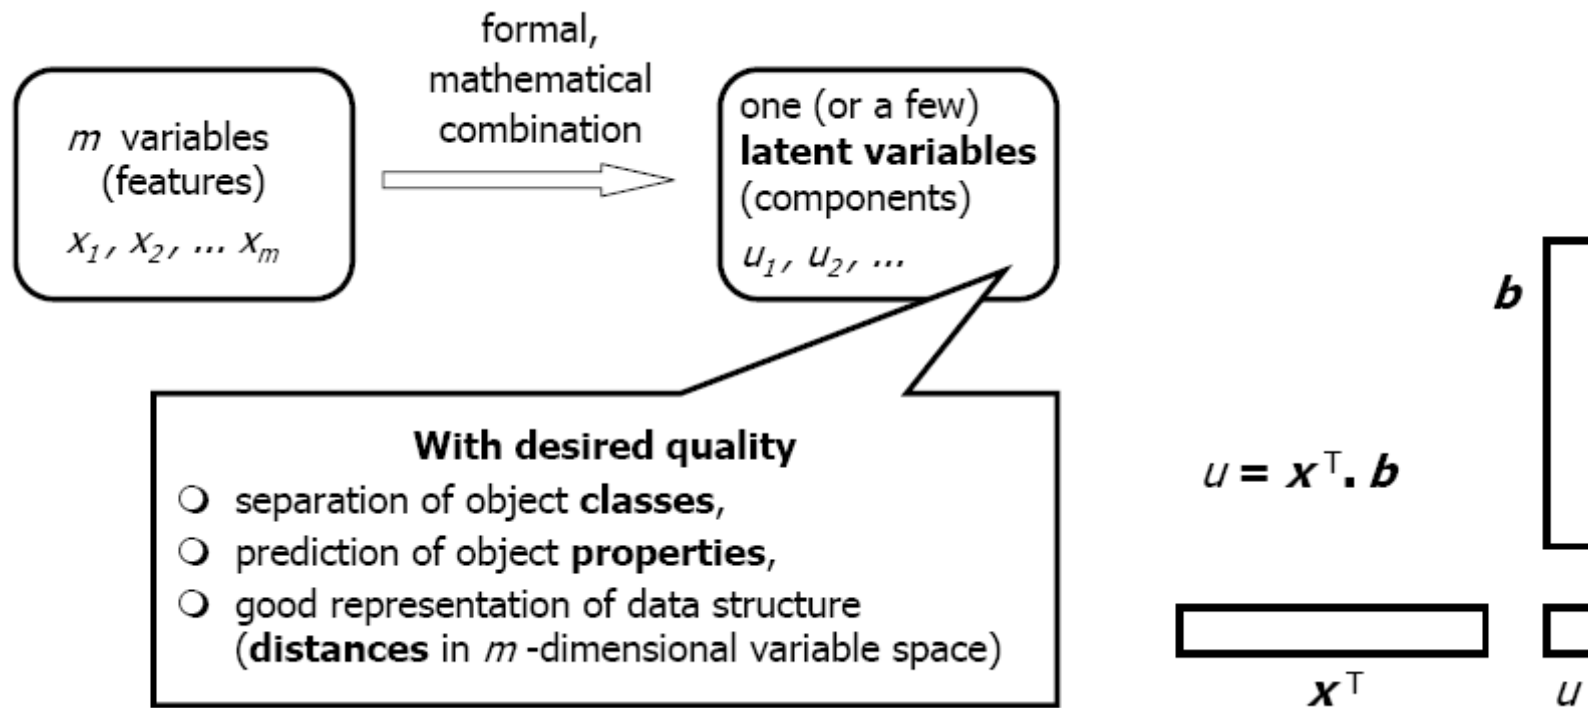 formal,
mathematical
combination
m variables
(features)
x₁, x₂, ... xₘ
one (or a few)
latent variables
(components)
u₁, u₂, ...
With desired quality
separation of object classes,
prediction of object properties,
good representation of data structure
(distances in m -dimensional variable space)
b
u = xᵀ. b
xᵀ
u